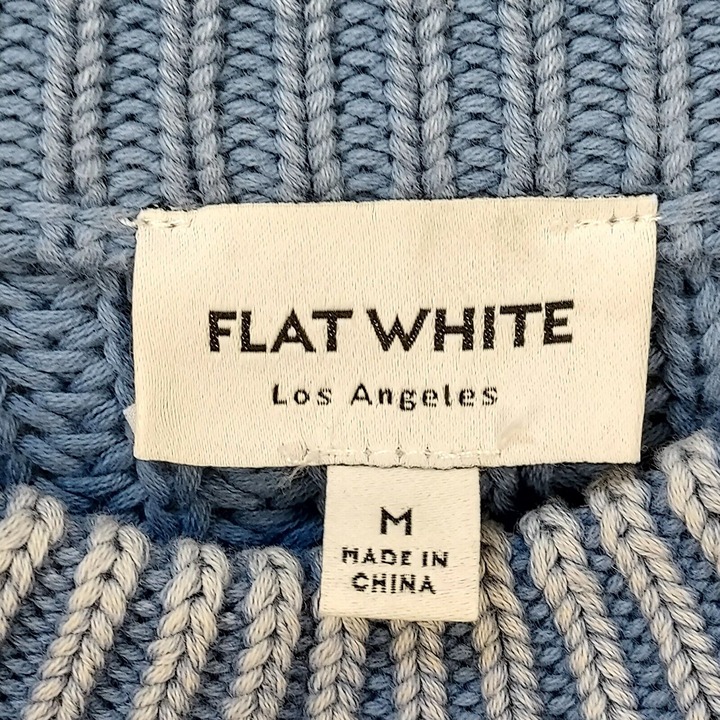 FLAT WHITE
Los Angeles
M
MADE IN
CHINA